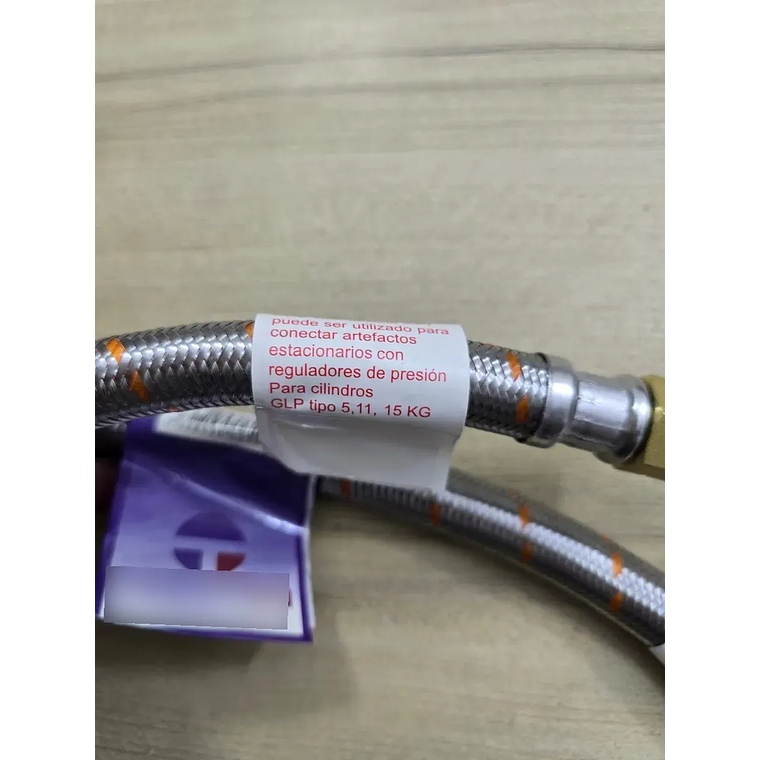 puede ser utilizado para
conectar artefactos
estacionarios con
reguladores de presión
Para cilindros
GLP tipo 5,11, 15 KG